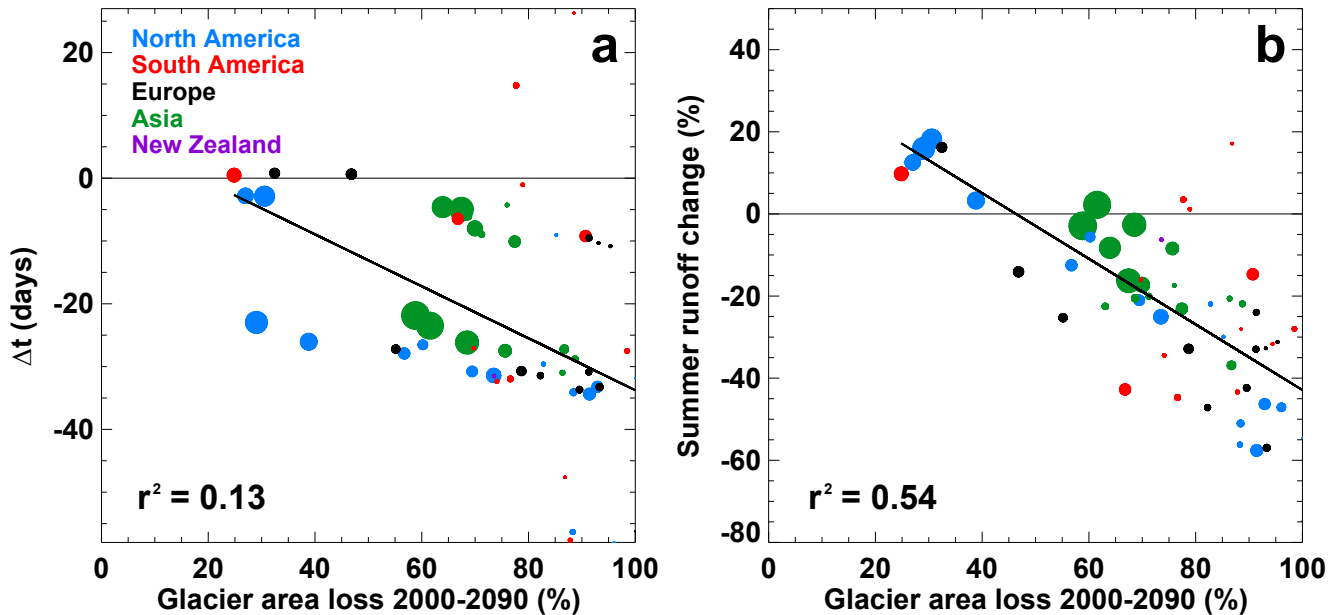 a
North America
South America
Europe
Asia
New Zealand
20
0
-20
-40
Δt (days)
r² = 0.13
0 20 40 60 80 100
Glacier area loss 2000-2090 (%)
b
40
20
0
-20
-40
-60
-80
Summer runoff change (%)
r² = 0.54
0 20 40 60 80 100
Glacier area loss 2000-2090 (%)